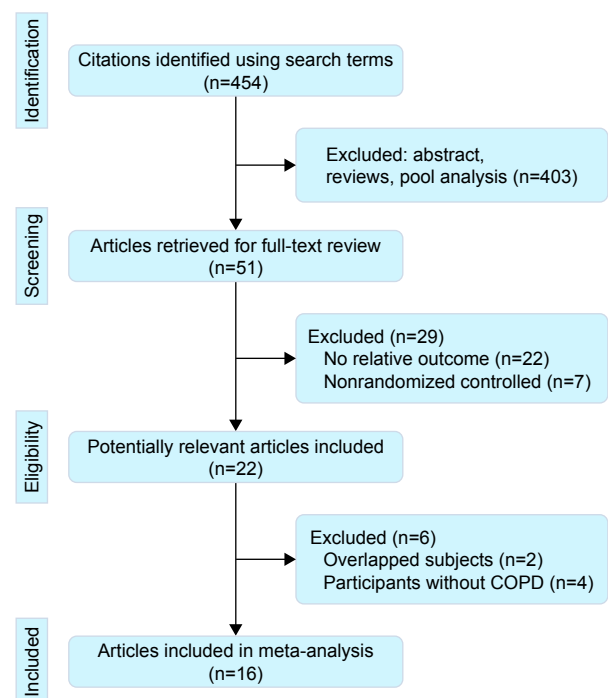 Identification
Citations identified using search terms
(n=454)
Excluded: abstract,
reviews, pool analysis (n=403)
Screening
Articles retrieved for full-text review
(n=51)
Excluded (n=29)
No relative outcome (n=22)
Nonrandomized controlled (n=7)
Eligibility
Potentially relevant articles included
(n=22)
Excluded (n=6)
Overlapped subjects (n=2)
Participants without COPD (n=4)
Included
Articles included in meta-analysis
(n=16)